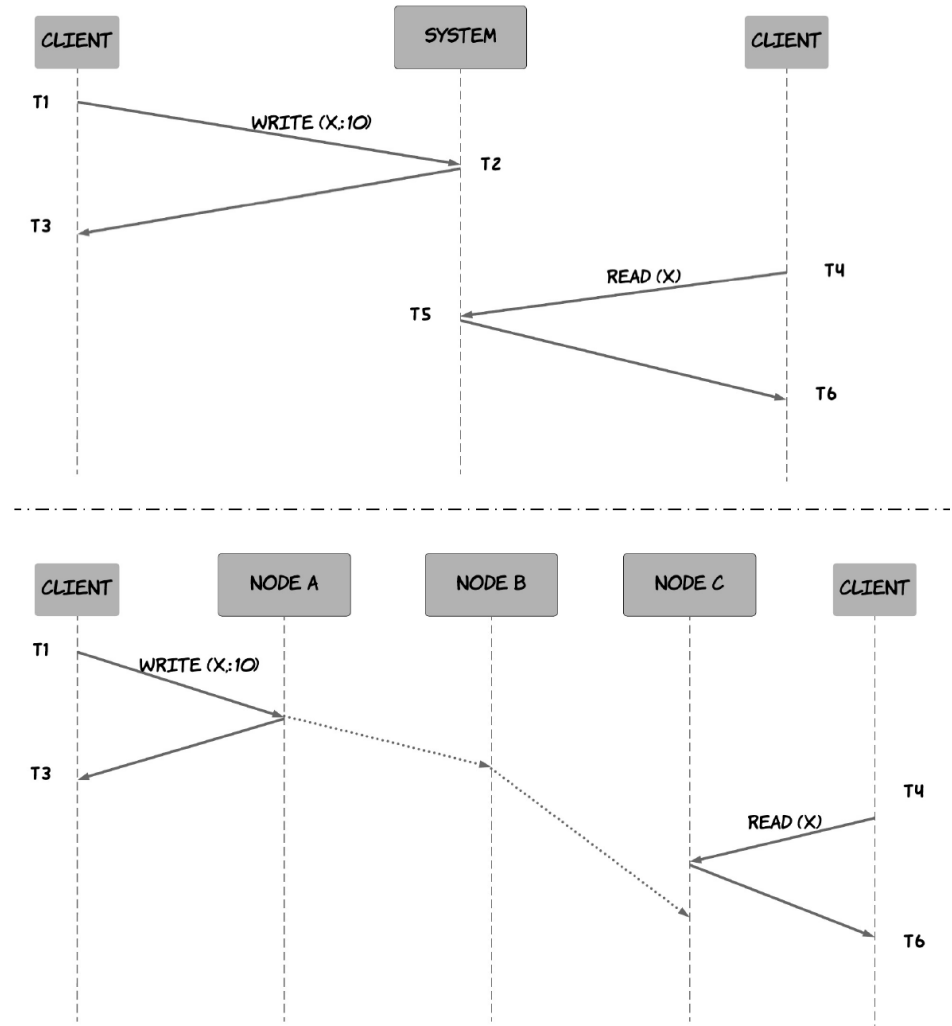 CLIENT
SYSTEM
CLIENT
T1
WRITE (X,:10)
T2
T3
READ (X)
T4
T5
T6
CLIENT
NODE A
NODE B
NODE C
CLIENT
T1
WRITE (X,:10)
T3
T4
READ (X)
T6